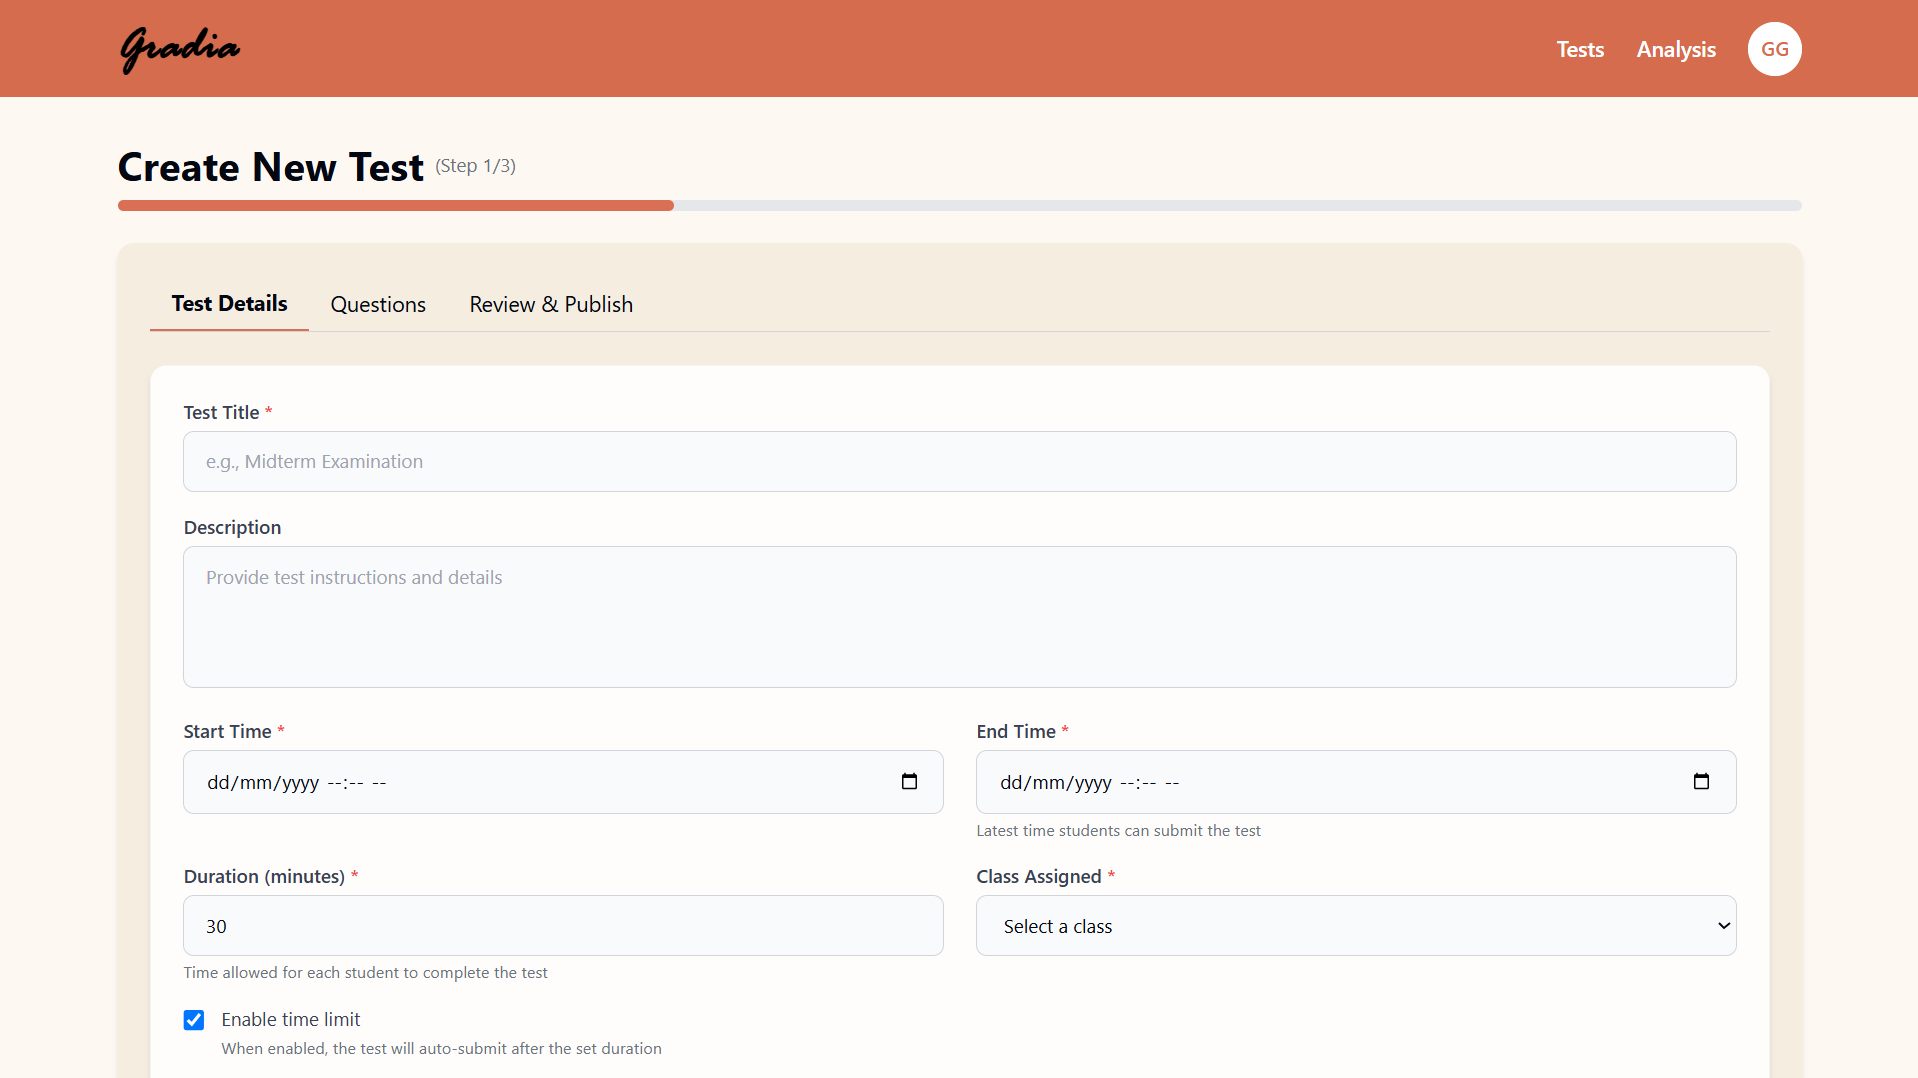 Gradia
Tests
Analysis
GG
Create New Test (Step 1/3)
Test Details
Questions
Review & Publish
Test Title *
e.g., Midterm Examination
Description
Provide test instructions and details
Start Time *
End Time *
dd/mm/yyyy --:-- --
dd/mm/yyyy --:-- --
Latest time students can submit the test
Duration (minutes) *
Class Assigned *
30
Select a class
Time allowed for each student to complete the test
Enable time limit
When enabled, the test will auto-submit after the set duration